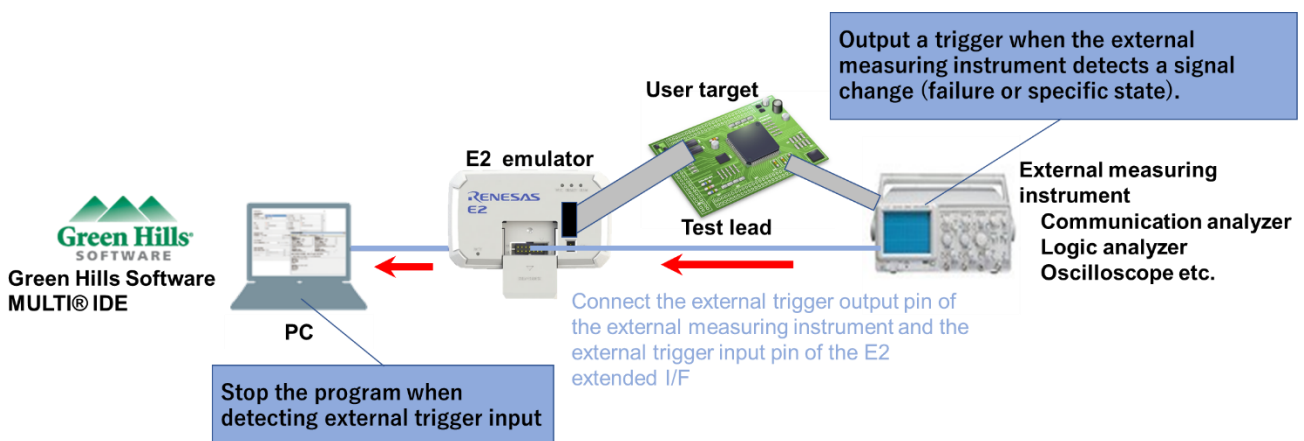 Output a trigger when the external
measuring instrument detects a signal
change (failure or specific state).
User target
E2 emulator
RENESAS
E2
External measuring
instrument
Communication analyzer
Logic analyzer
Oscilloscope etc.
Test lead
Green Hills®
SOFTWARE
Green Hills Software
MULTI® IDE
PC
Connect the external trigger output pin of
the external measuring instrument and the
external trigger input pin of the E2
extended I/F
Stop the program when
detecting external trigger input